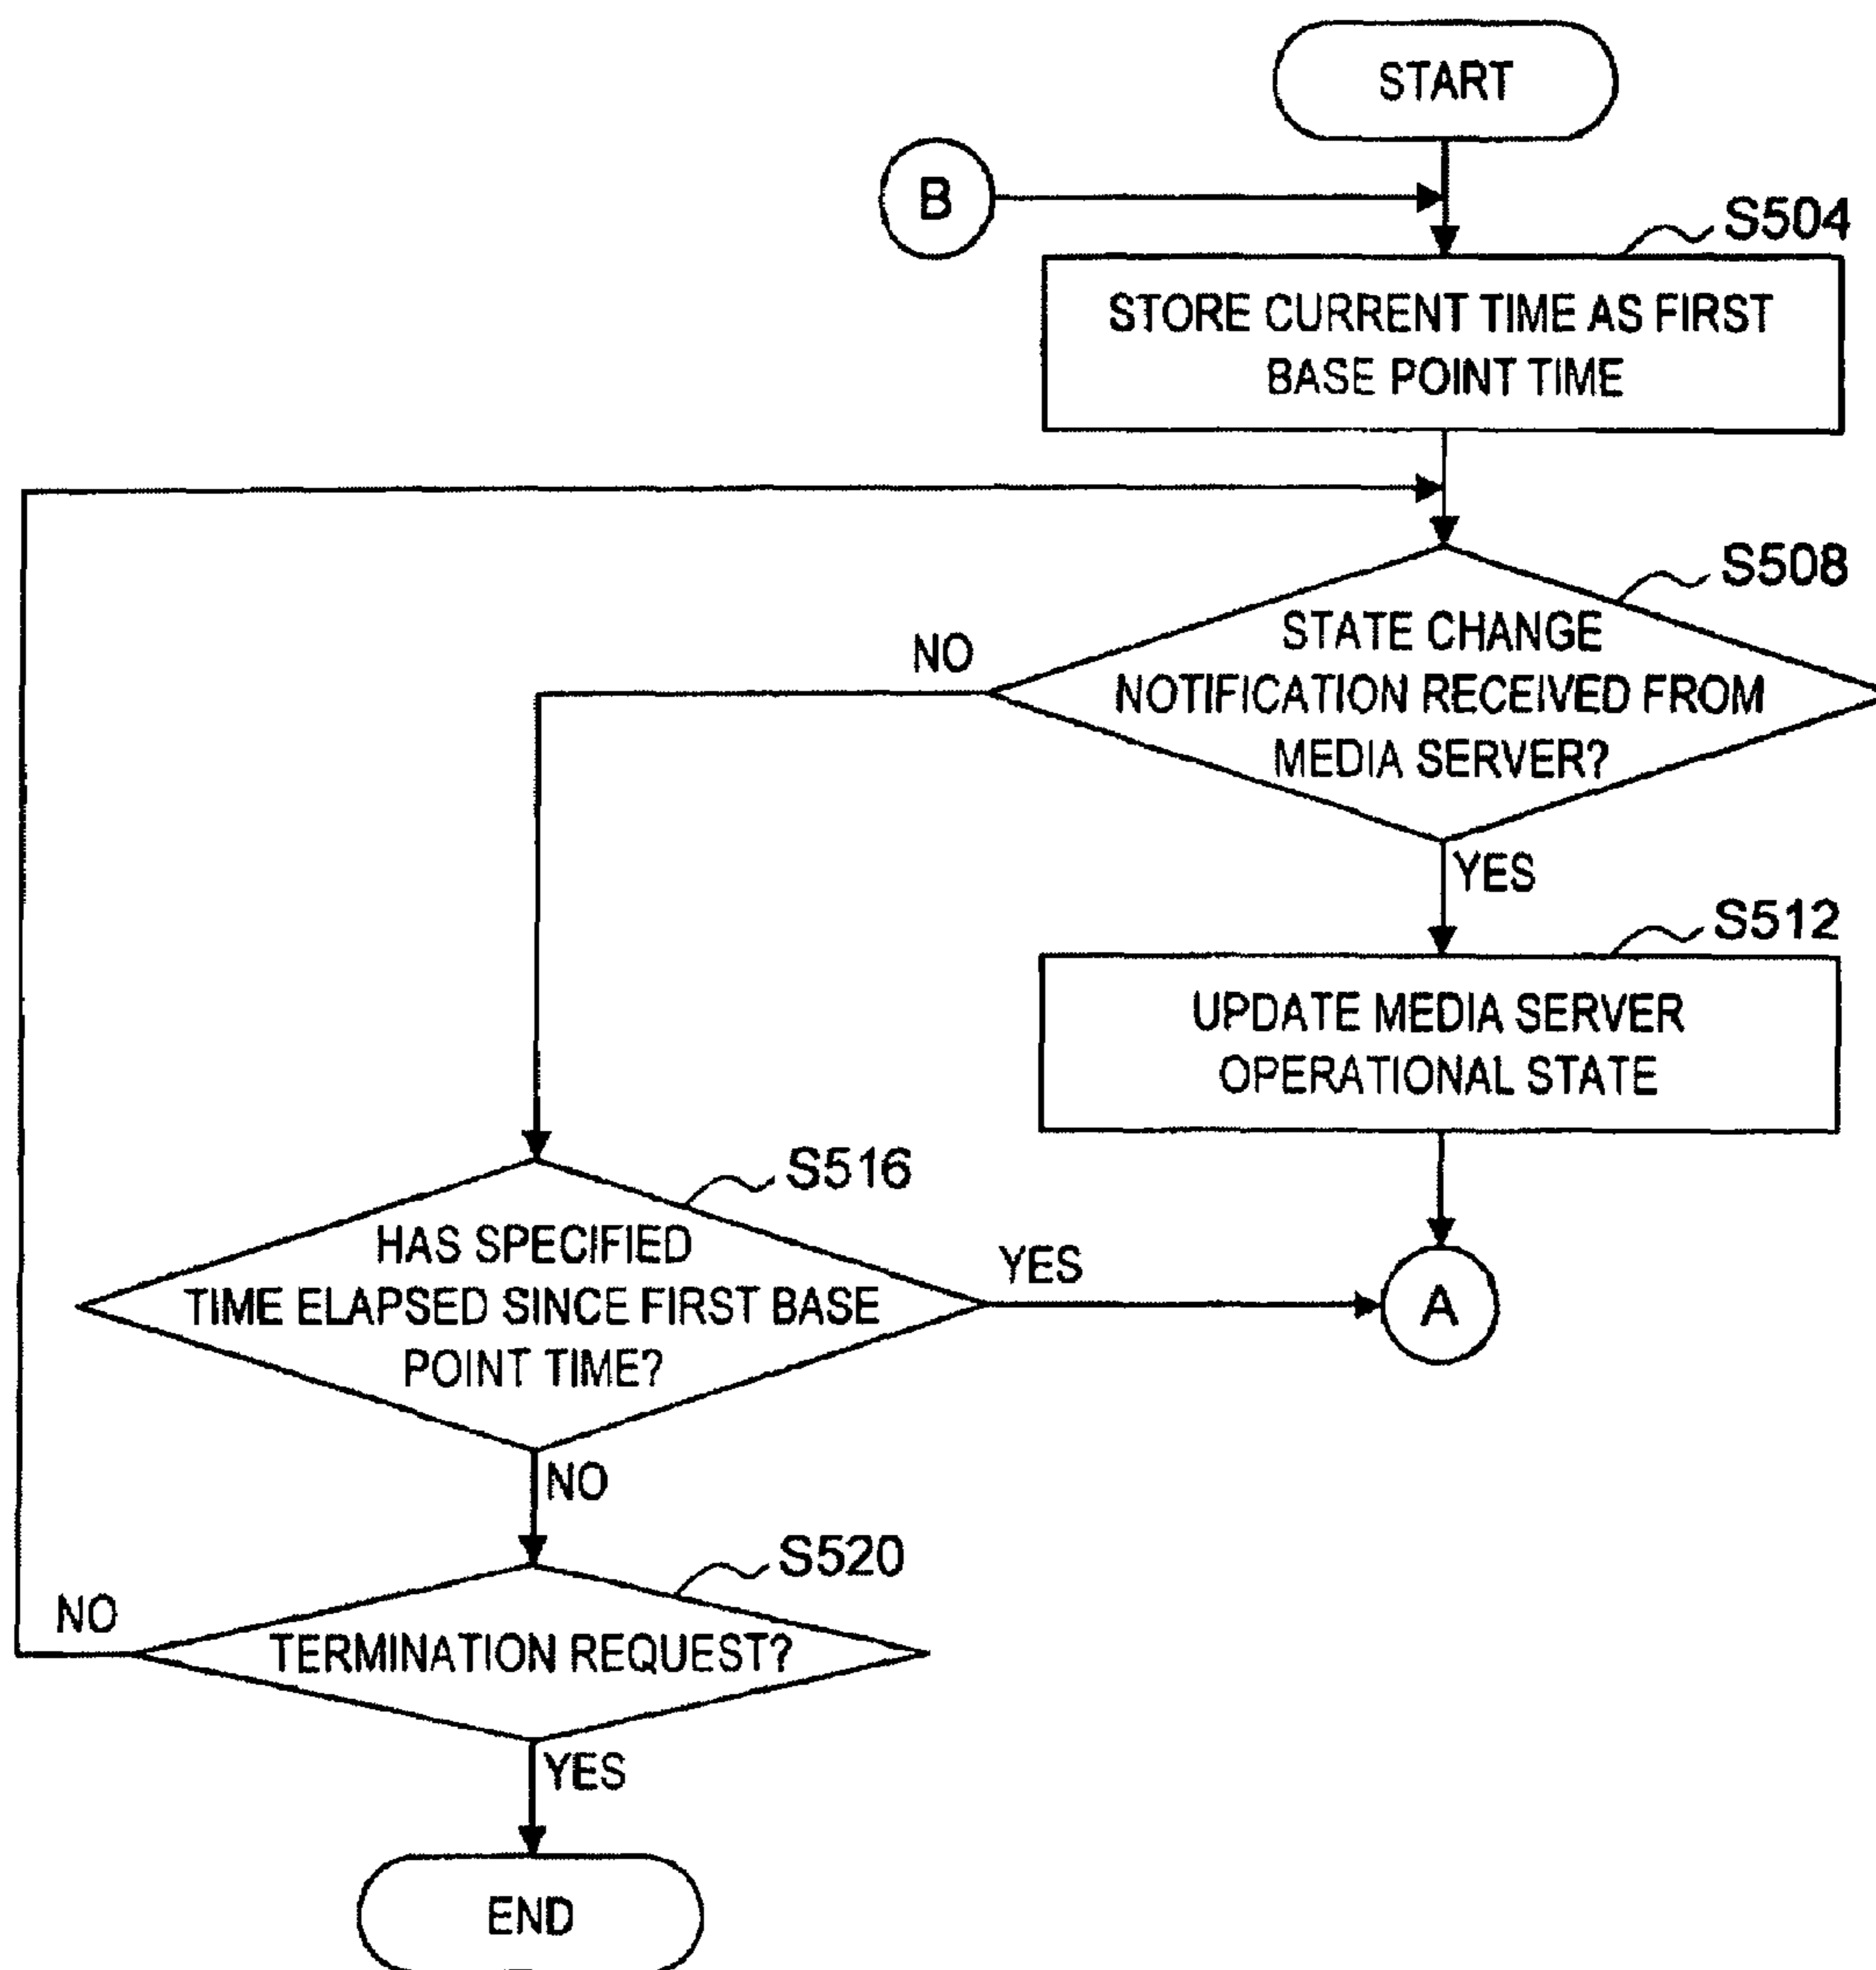 START
B
S504
STORE CURRENT TIME AS FIRST
BASE POINT TIME
S508
STATE CHANGE
NOTIFICATION RECEIVED FROM
MEDIA SERVER?
NO
YES
S512
UPDATE MEDIA SERVER
OPERATIONAL STATE
S516
HAS SPECIFIED
TIME ELAPSED SINCE FIRST BASE
POINT TIME?
YES
A
NO
S520
TERMINATION REQUEST?
NO
YES
END